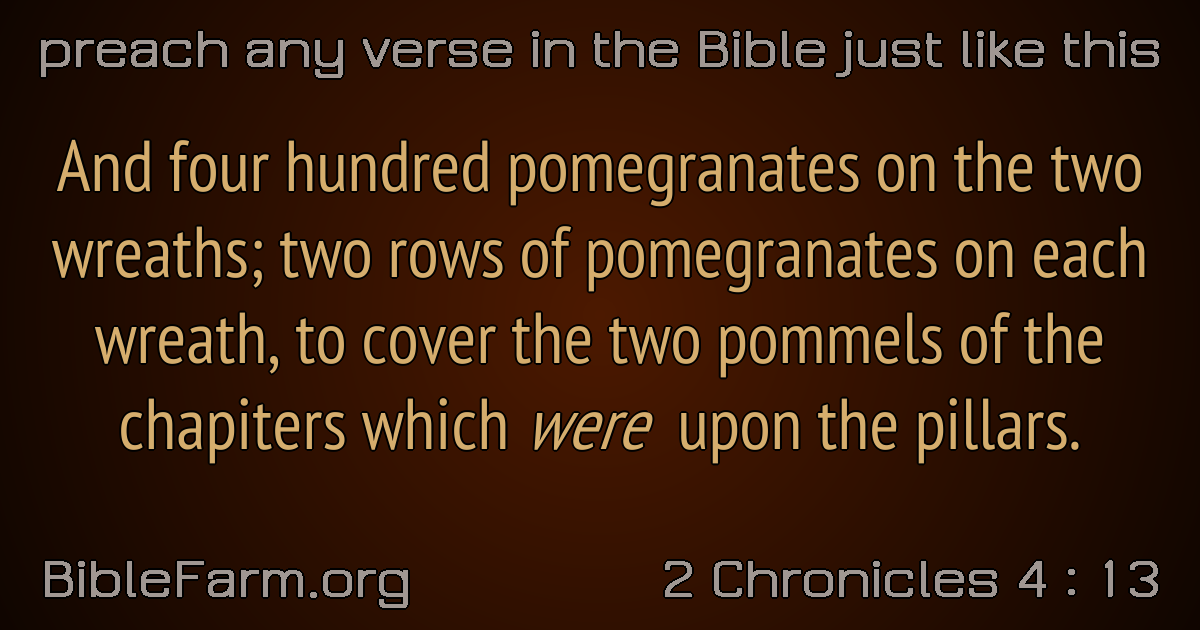 preach any verse in the Bible just like this
And four hundred pomegranates on the two
wreaths; two rows of pomegranates on each
wreath, to cover the two pommels of the
chapiters which were upon the pillars.
BibleFarm.org
2 Chronicles 4 : 13